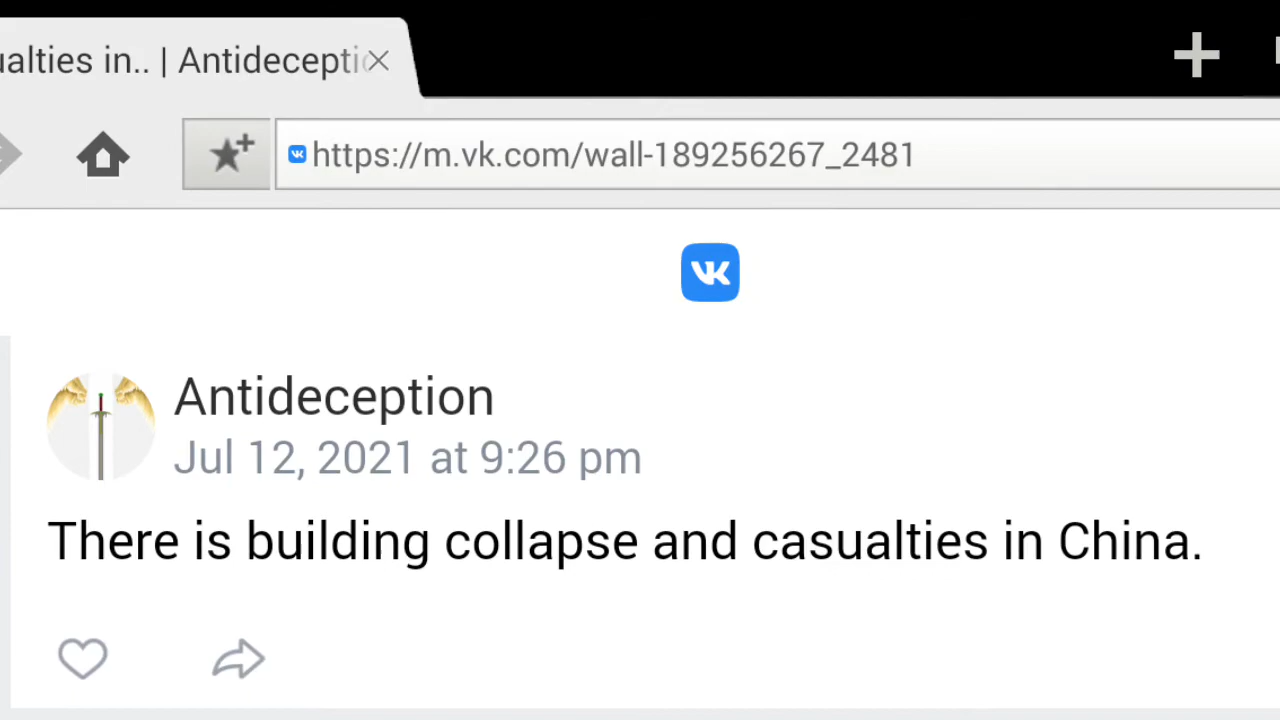 ualties in.. | Antidecepti
https://m.vk.com/wall-189256267_2481
Antideception
Jul 12, 2021 at 9:26 pm
There is building collapse and casualties in China.